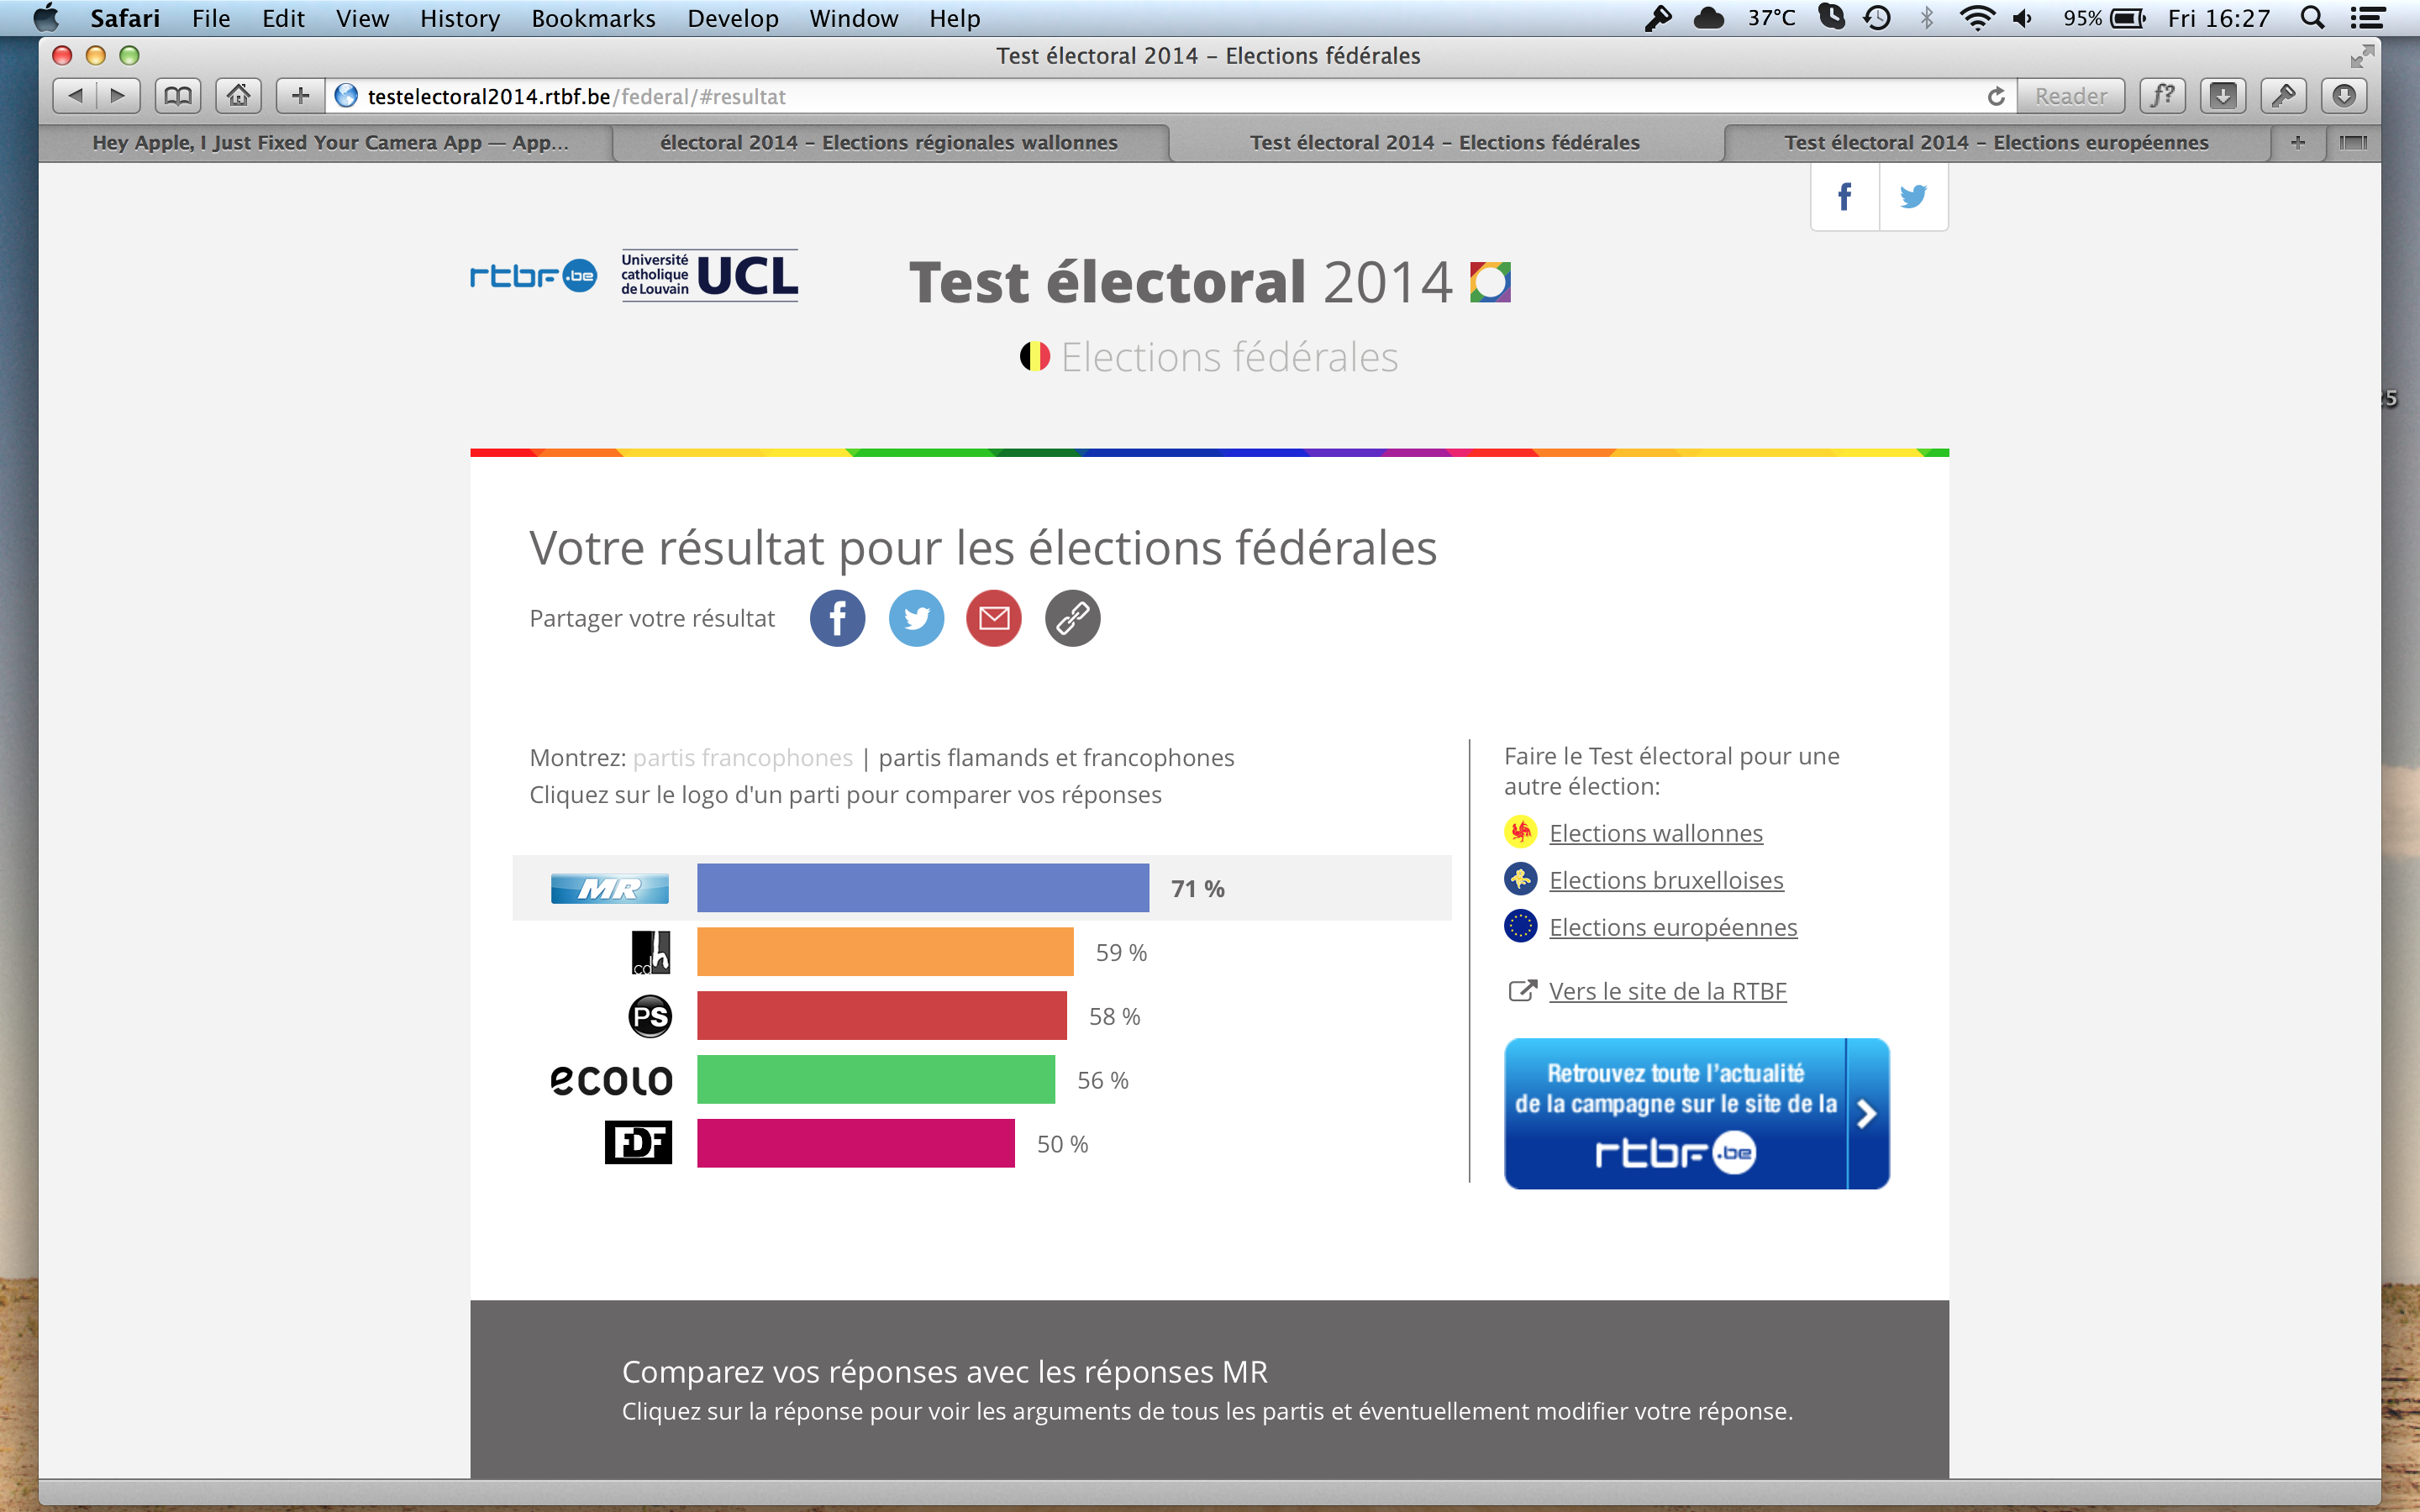 Safari File Edit View History Bookmarks Develop Window Help 37°C 95% Fri 16:27
Test électoral 2014 – Elections fédérales
testelectoral2014.rtbf.be/federal/#resultat Reader f?
Hey Apple, I Just Fixed Your Camera App — App... électoral 2014 – Elections régionales wallonnes Test électoral 2014 – Elections fédérales Test électoral 2014 – Elections européennes
rtbf.be
Université
catholique
de Louvain
UCL
Test électoral 2014
Elections fédérales
Votre résultat pour les élections fédérales
Partager votre résultat
Montrez: partis francophones | partis flamands et francophones
Cliquez sur le logo d'un parti pour comparer vos réponses
MR 71 %
cdh 59 %
PS 58 %
ecolo 56 %
FDF 50 %
Faire le Test électoral pour une
autre élection:
Elections wallonnes
Elections bruxelloises
Elections européennes
Vers le site de la RTBF
Retrouvez toute l'actualité
de la campagne sur le site de la
rtbf.be
Comparez vos réponses avec les réponses MR
Cliquez sur la réponse pour voir les arguments de tous les partis et éventuellement modifier votre réponse.